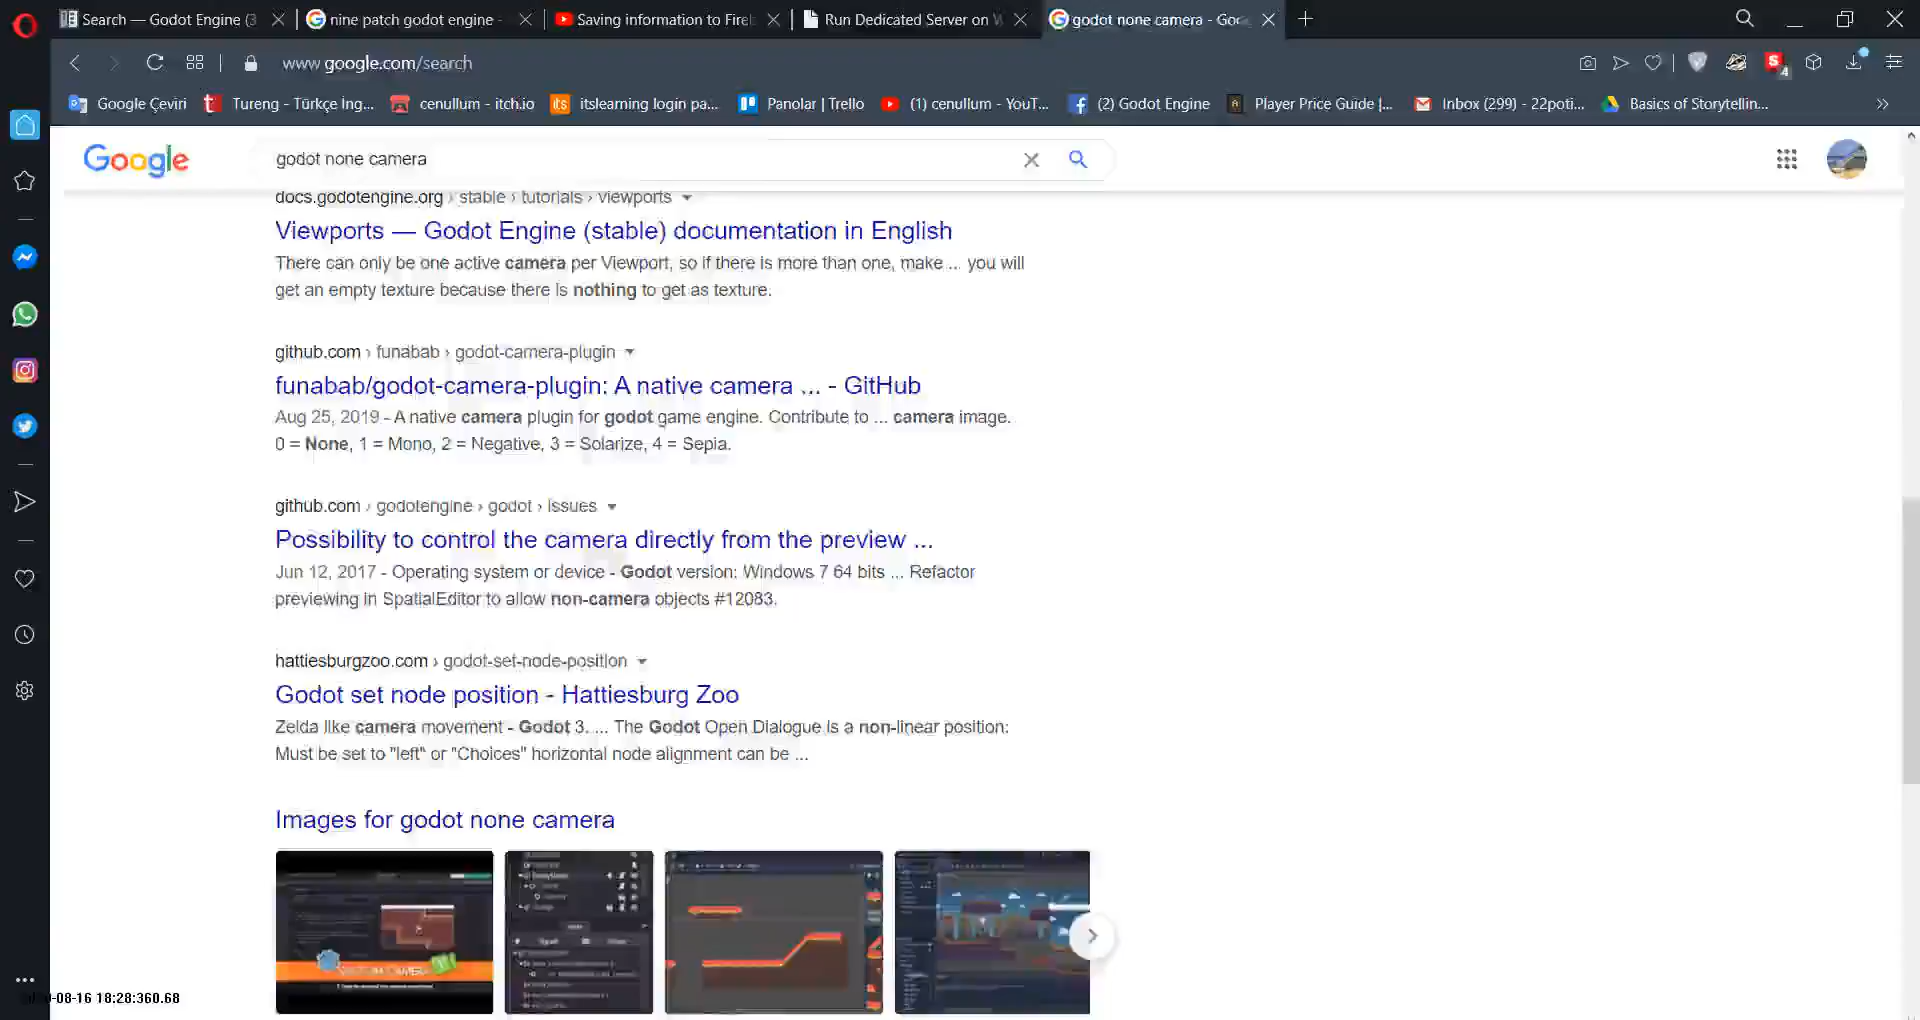 Search — Godot Engine (3
nine patch godot engine -
Saving information to Fire
Run Dedicated Server on
godot none camera - Goo
www.google.com/search
Google Çeviri
Tureng - Türkçe İng...
cenullum - itch.io
itslearning login pa...
Panolar | Trello
(1) cenullum - YouT...
(2) Godot Engine
Player Price Guide |...
Inbox (299) - 22poti...
Basics of Storytellin...
Google
godot none camera
docs.godotengine.org › stable › tutorials › viewports
Viewports — Godot Engine (stable) documentation in English
There can only be one active camera per Viewport, so if there is more than one, make ... you will
get an empty texture because there is nothing to get as texture.
github.com › funabab › godot-camera-plugin
funabab/godot-camera-plugin: A native camera ... - GitHub
Aug 25, 2019 - A native camera plugin for godot game engine. Contribute to ... camera image.
0 = None, 1 = Mono, 2 = Negative, 3 = Solarize, 4 = Sepia.
github.com › godotengine › godot › issues
Possibility to control the camera directly from the preview ...
Jun 12, 2017 - Operating system or device - Godot version: Windows 7 64 bits ... Refactor
previewing in SpatialEditor to allow non-camera objects #12083.
hattiesburgzoo.com › godot-set-node-position
Godot set node position - Hattiesburg Zoo
Zelda like camera movement - Godot 3. ... The Godot Open Dialogue is a non-linear position:
Must be set to "left" or "Choices" horizontal node alignment can be ...
Images for godot none camera
-08-16 18:28:360.68